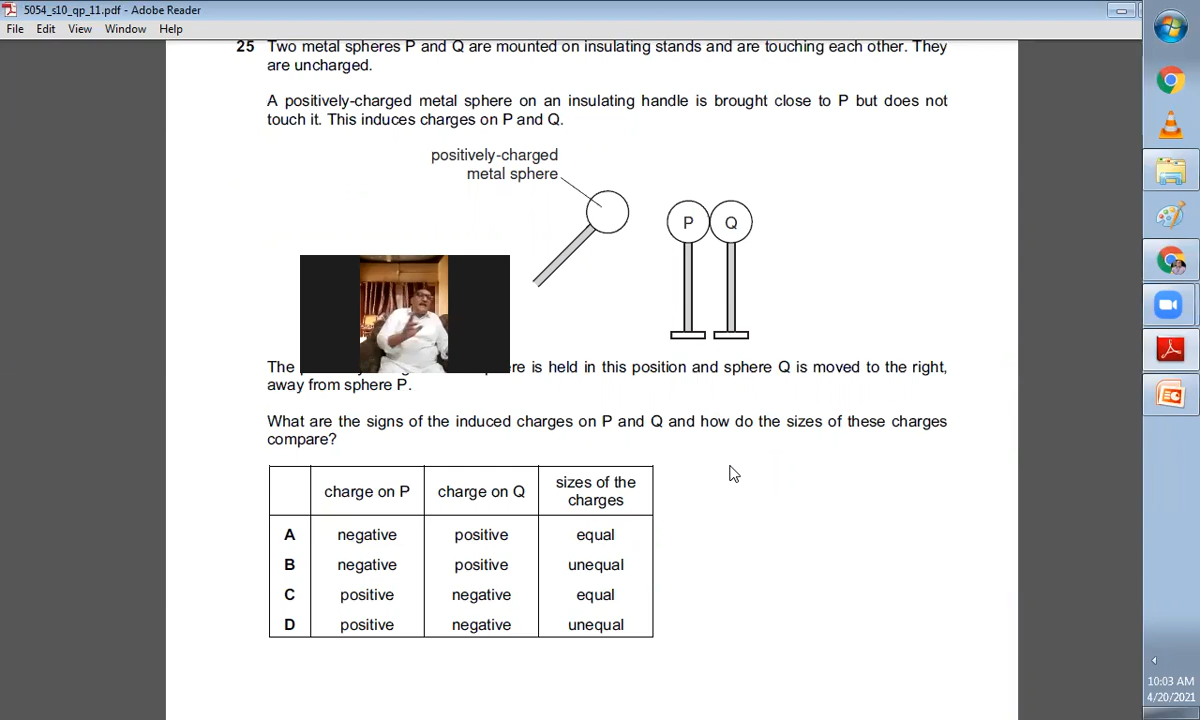 5054_s10_qp_11.pdf - Adobe Reader
File Edit View Window Help
25 Two metal spheres P and Q are mounted on insulating stands and are touching each other. They
are uncharged.
A positively-charged metal sphere on an insulating handle is brought close to P but does not
touch it. This induces charges on P and Q.
positively-charged
metal sphere
P Q
The ere is held in this position and sphere Q is moved to the right,
away from sphere P.
What are the signs of the induced charges on P and Q and how do the sizes of these charges
compare?
charge on P charge on Q sizes of the
charges
A negative positive equal
B negative positive unequal
C positive negative equal
D positive negative unequal
10:03 AM
4/20/2021